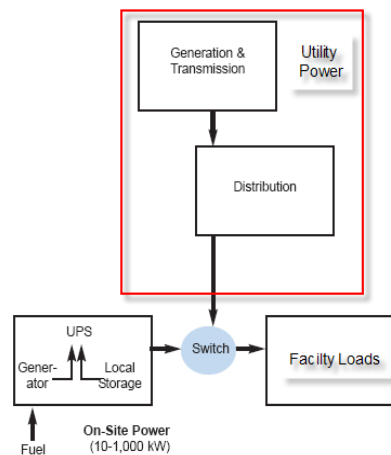 Generation &
Transmission
Utility
Power
Distribution
UPS
Gener-
ator
Local
Storage
Switch
Facilty Loads
On-Site Power
(10-1,000 kW)
Fuel